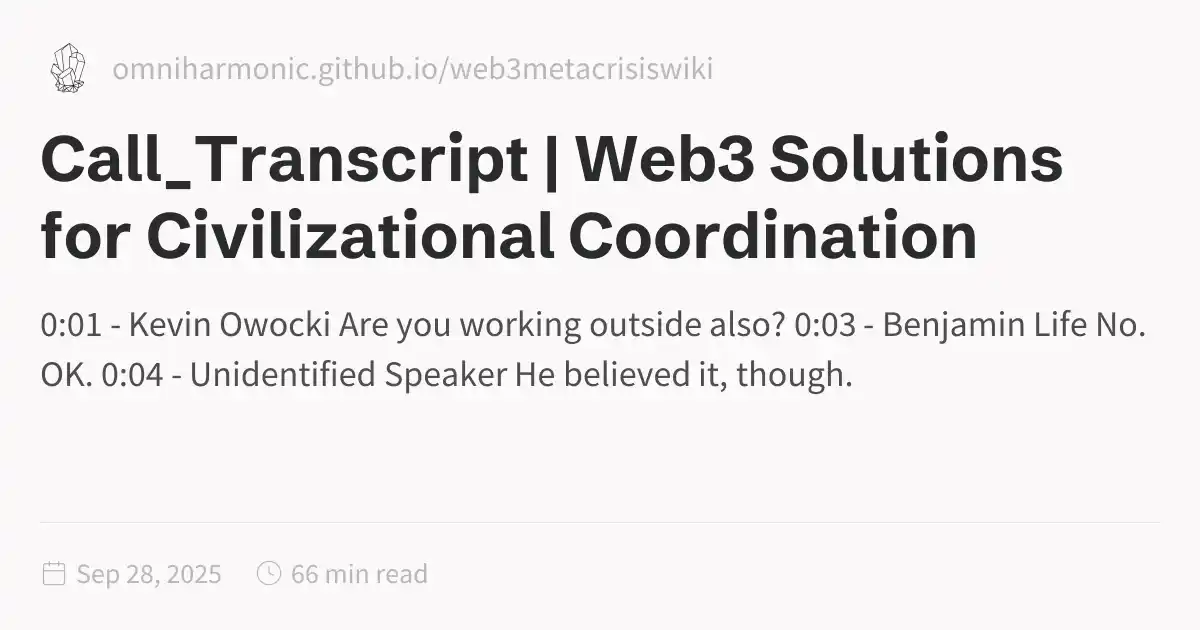 omniharmonic.github.io/web3metacrisiswiki
Call_Transcript | Web3 Solutions
for Civilizational Coordination
0:01 - Kevin Owocki Are you working outside also? 0:03 - Benjamin Life No.
OK. 0:04 - Unidentified Speaker He believed it, though.
Sep 28, 2025 66 min read